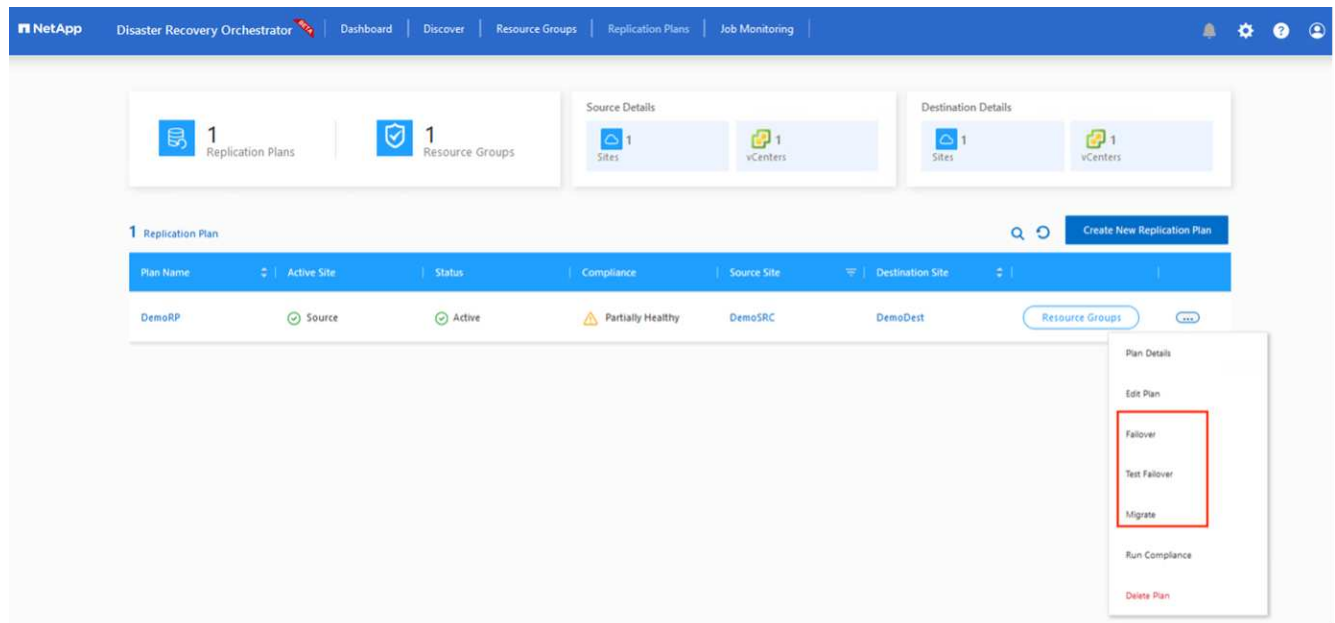 NetApp Disaster Recovery Orchestrator Dashboard Discover Resource Groups Replication Plans Job Monitoring
Source Details Destination Details
1 Replication Plans 1 Resource Groups 1 Sites 1 vCenters 1 Sites 1 vCenters
1 Replication Plan Create New Replication Plan
Plan Name Active Site Status Compliance Source Site Destination Site
DemoRP Source Active Partially Healthy DemoSRC DemoDest Resource Groups ...
Plan Details
Edit Plan
Failover
Test Failover
Migrate
Run Compliance
Delete Plan